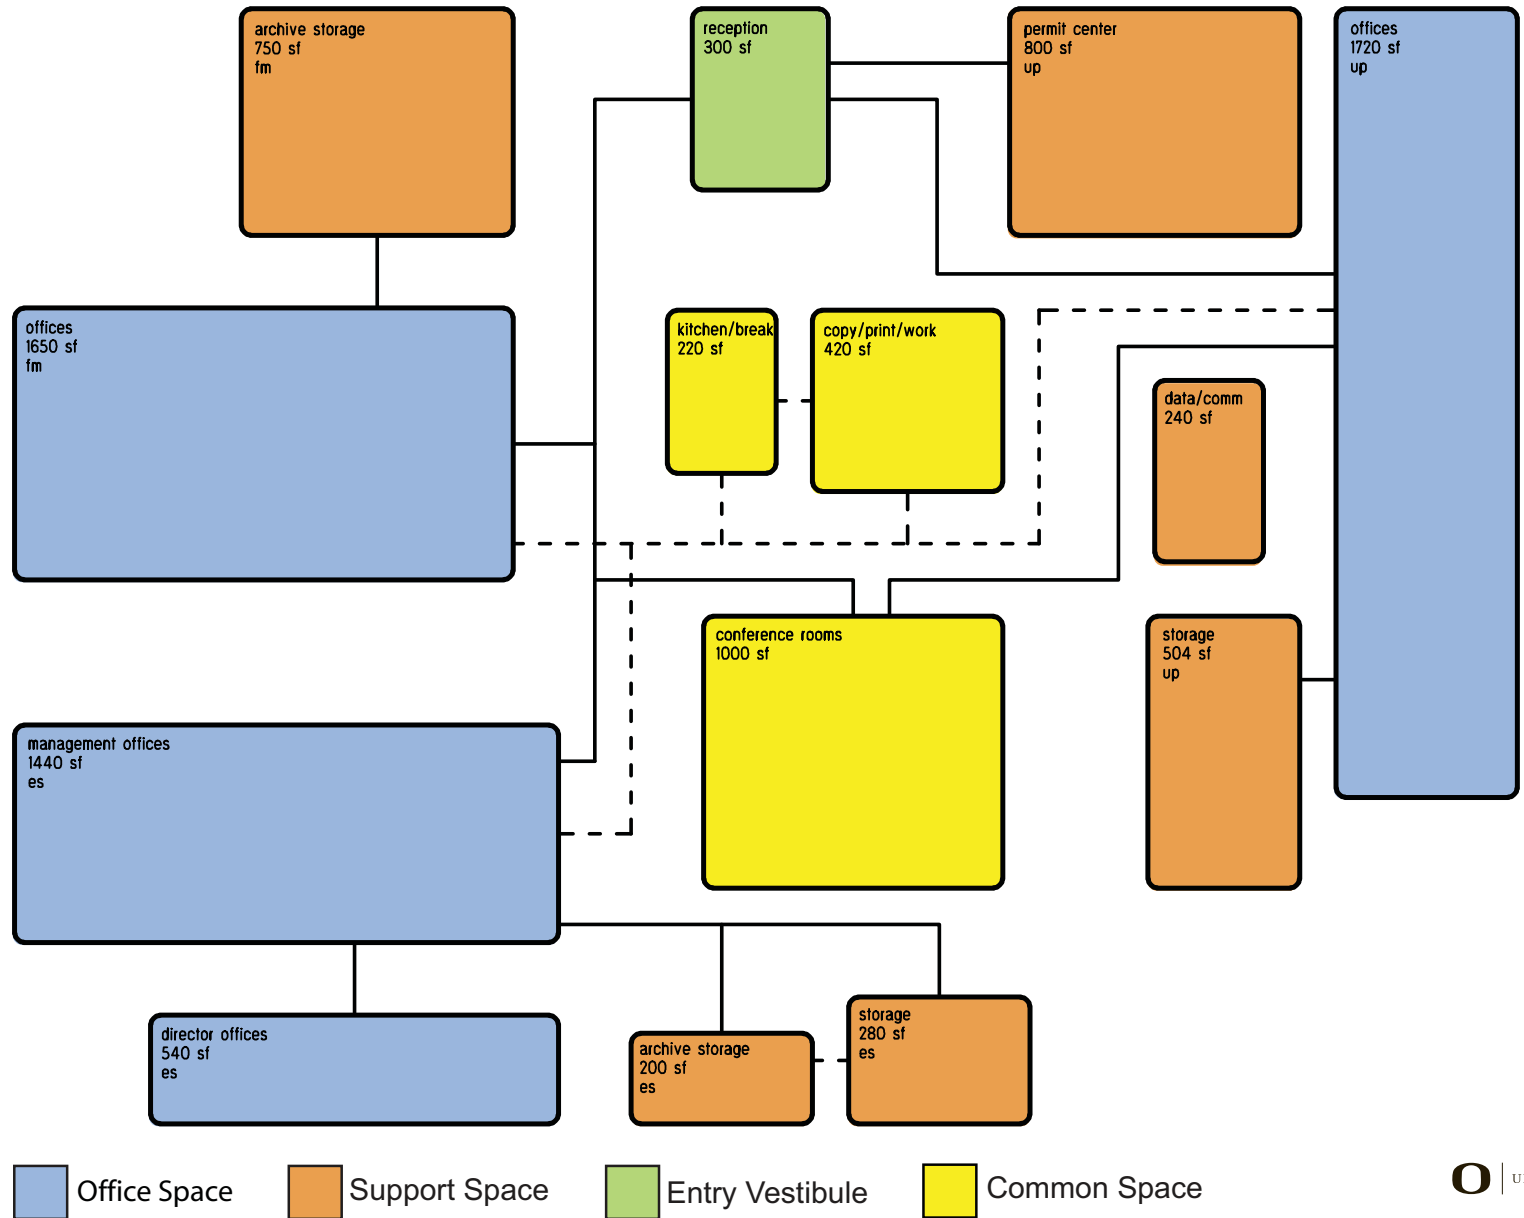 archive storage
750 sf
fm
reception
300 sf
permit center
800 sf
up
offices
1720 sf
up
offices
1650 sf
fm
kitchen/break
220 sf
copy/print/work
420 sf
data/comm
240 sf
conference rooms
1000 sf
storage
504 sf
up
management offices
1440 sf
es
director offices
540 sf
es
archive storage
200 sf
es
storage
280 sf
es
Office Space
Support Space
Entry Vestibule
Common Space
O
U